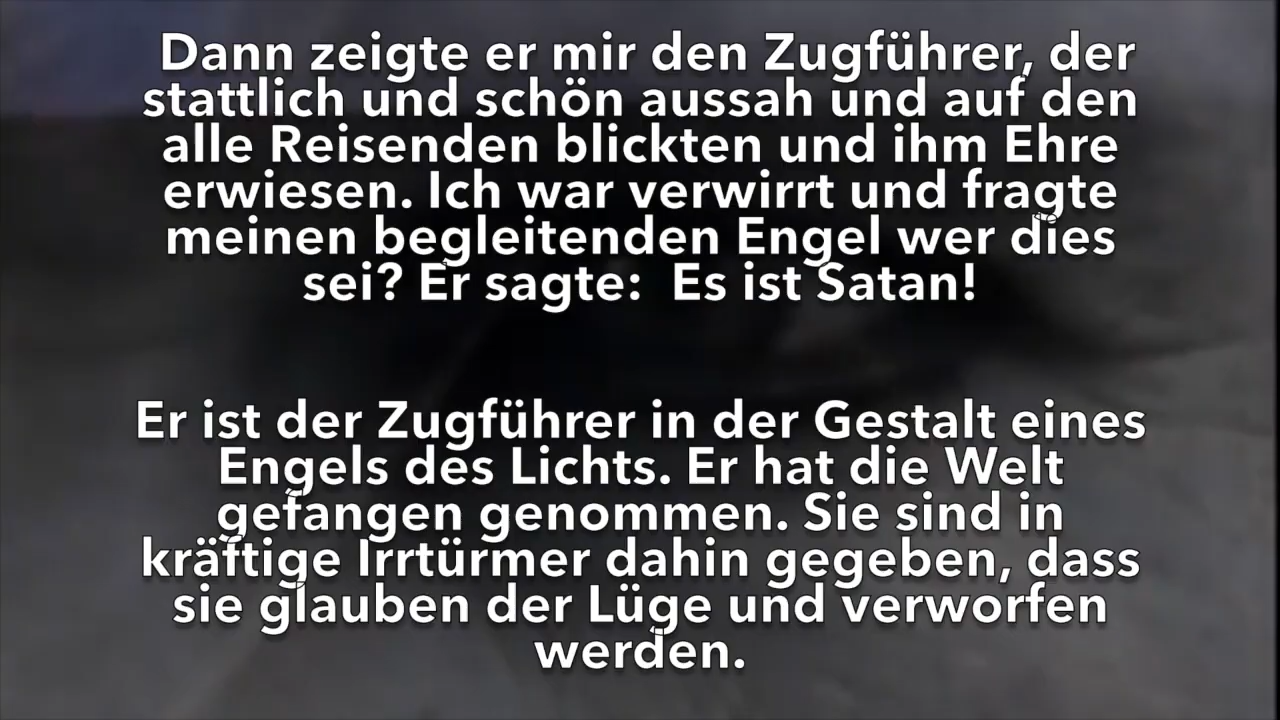 Dann zeigte er mir den Zugführer, der
stattlich und schön aussah und auf den
alle Reisenden blickten und ihm Ehre
erwiesen. Ich war verwirrt und fragte
meinen begleitenden Engel wer dies
sei? Er sagte:  Es ist Satan!
Er ist der Zugführer in der Gestalt eines
Engels des Lichts. Er hat die Welt
gefangen genommen. Sie sind in
kräftige Irrtürmer dahin gegeben, dass
sie glauben der Lüge und verworfen
werden.